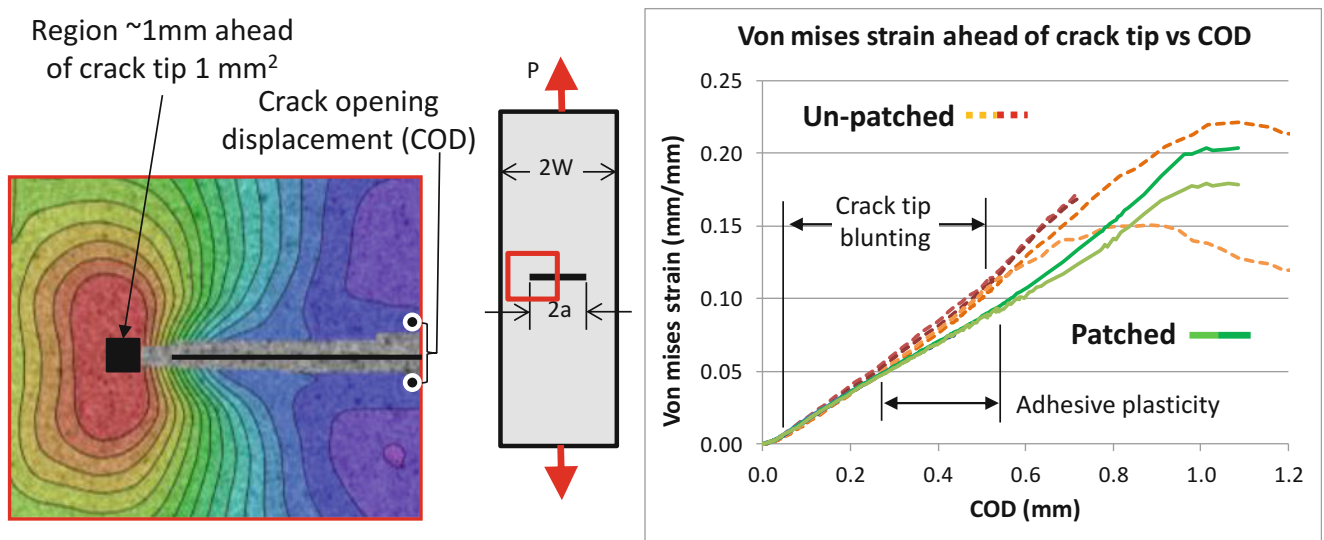 Region ~1mm ahead
of crack tip 1 mm²
Crack opening
displacement (COD)
P
2W
2a
Von mises strain ahead of crack tip vs COD
Von mises strain (mm/mm)
0.25
0.20
0.15
0.10
0.05
0.00
Un-patched
Crack tip
blunting
Patched
Adhesive plasticity
0.0 0.2 0.4 0.6 0.8 1.0 1.2
COD (mm)